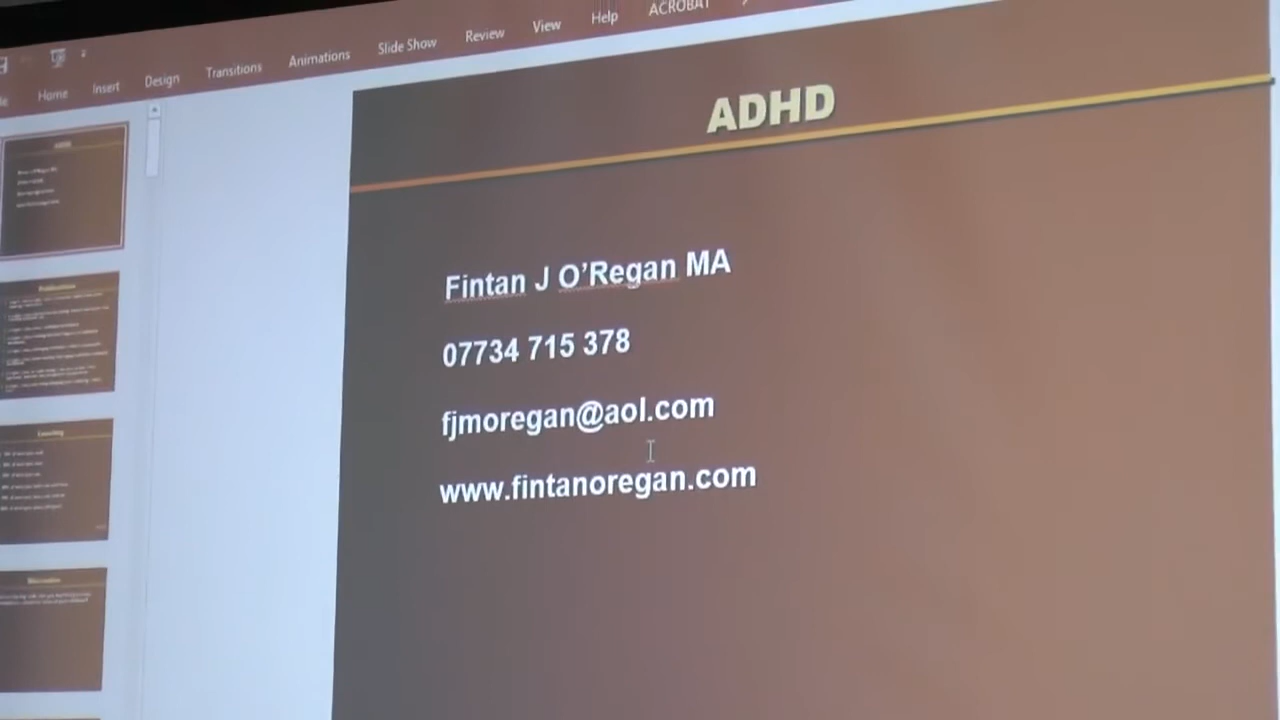 Home Insert Design Transitions Animations Slide Show Review View Help ACROBAT
ADHD
Fintan J O'Regan MA
07734 715 378
fjmoregan@aol.com
www.fintanoregan.com